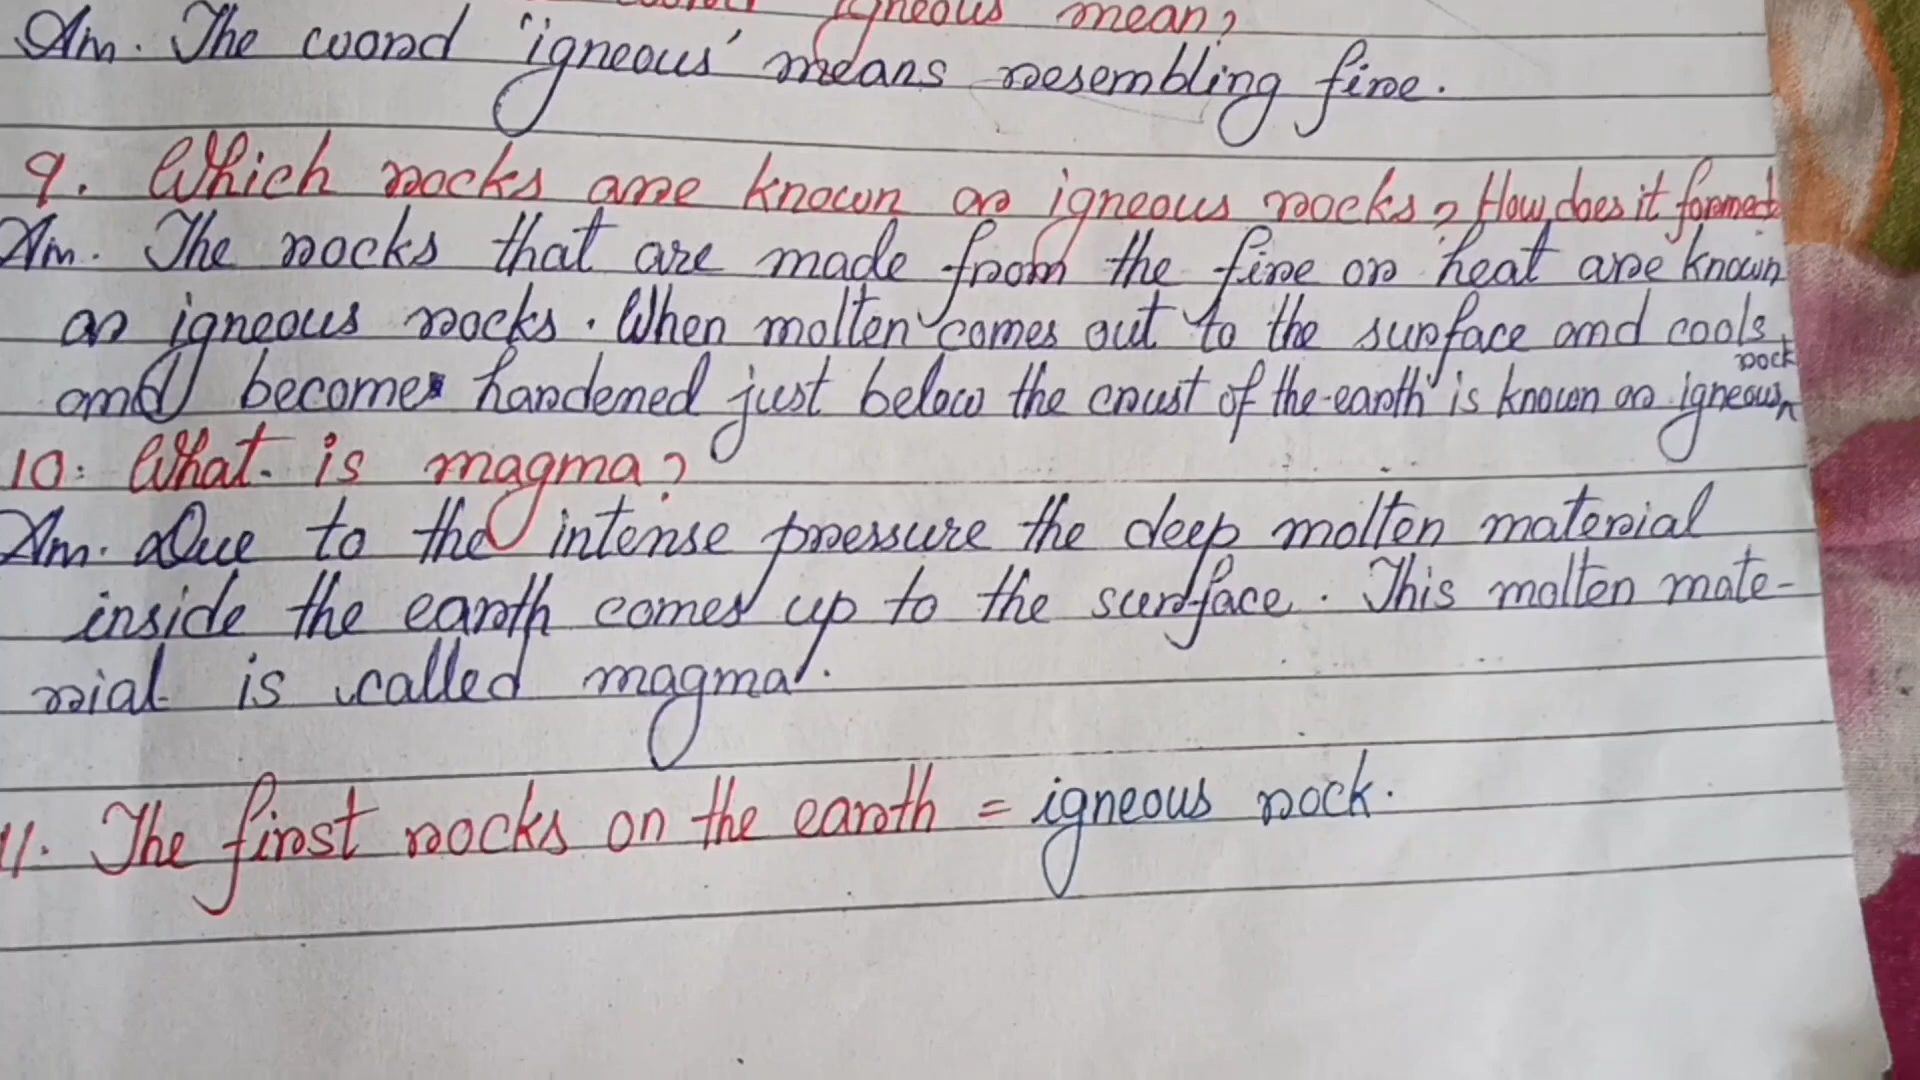 igneous mean?
Ans. The word 'igneous' means resembling fire.
9. Which rocks are known as igneous rocks? How does it formed
Ans. The rocks that are made from the fire or heat are known
as igneous rocks. When molten comes out to the surface and cools
and becomes hardened just below the crust of the earth is known as igneous rock
10. What is magma?
Ans. Due to the intense pressure the deep molten material
inside the earth comes up to the surface. This molten mate-
rial is called magma.
11. The first rocks on the earth = igneous rock.